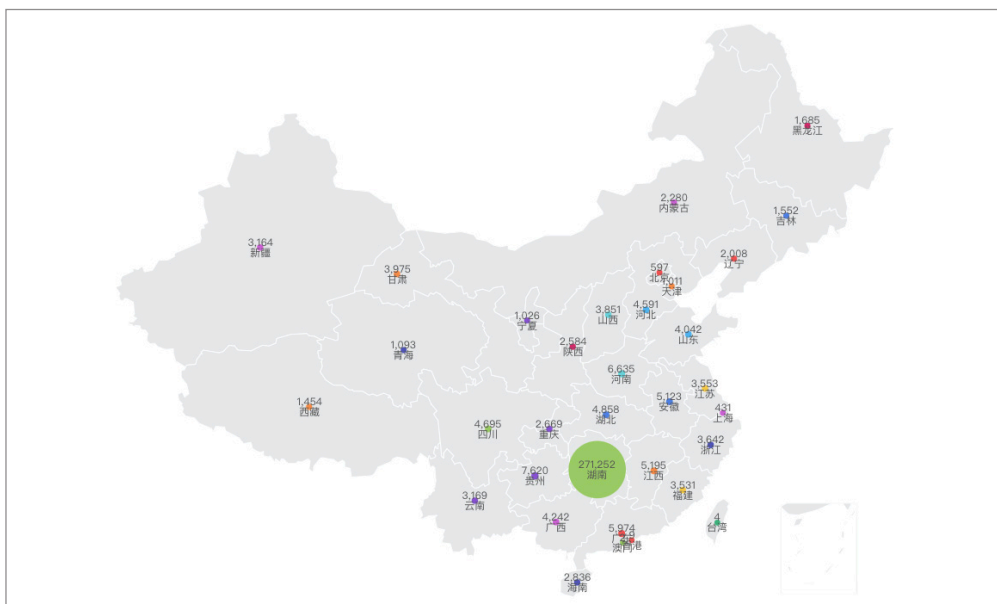 1,685
黑龙江
2,280
内蒙古
1,552
吉林
3,164
新疆
2,008
辽宁
3,975
甘肃
597
北京
天津
4,591
河北
3,851
山西
1,026
宁夏
4,042
山东
2,584
陕西
1,093
青海
6,635
河南
3,553
江苏
5,123
安徽
1,454
西藏
431
上海
4,858
湖北
4,695
四川
2,669
重庆
3,642
浙江
271,252
湖南
5,195
江西
7,620
贵州
3,531
福建
3,169
云南
4,242
广西
4
台湾
5,974
澳门
香港
2,836
海南